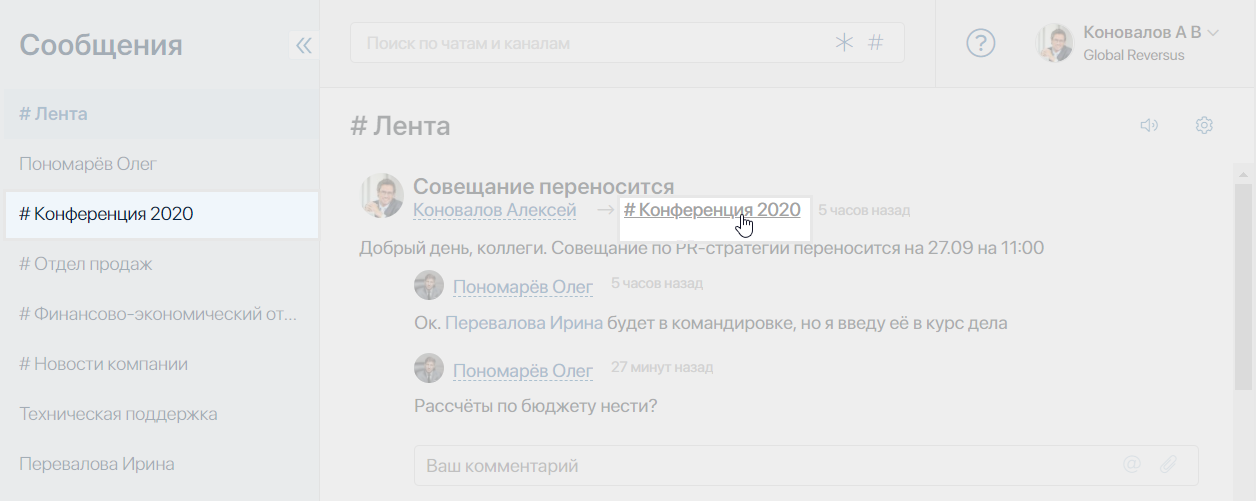 Сообщения
Поиск по чатам и каналам
Коновалов А В
Global Reversus
# Лента
Пономарёв Олег
# Конференция 2020
# Отдел продаж
# Финансово-экономический от...
# Новости компании
Техническая поддержка
Перевалова Ирина
# Лента
Совещание переносится
Коновалов Алексей → # Конференция 2020 5 часов назад
Добрый день, коллеги. Совещание по PR-стратегии переносится на 27.09 на 11:00
Пономарёв Олег 5 часов назад
Ок. Перевалова Ирина будет в командировке, но я введу её в курс дела
Пономарёв Олег 27 минут назад
Рассчёты по бюджету нести?
Ваш комментарий